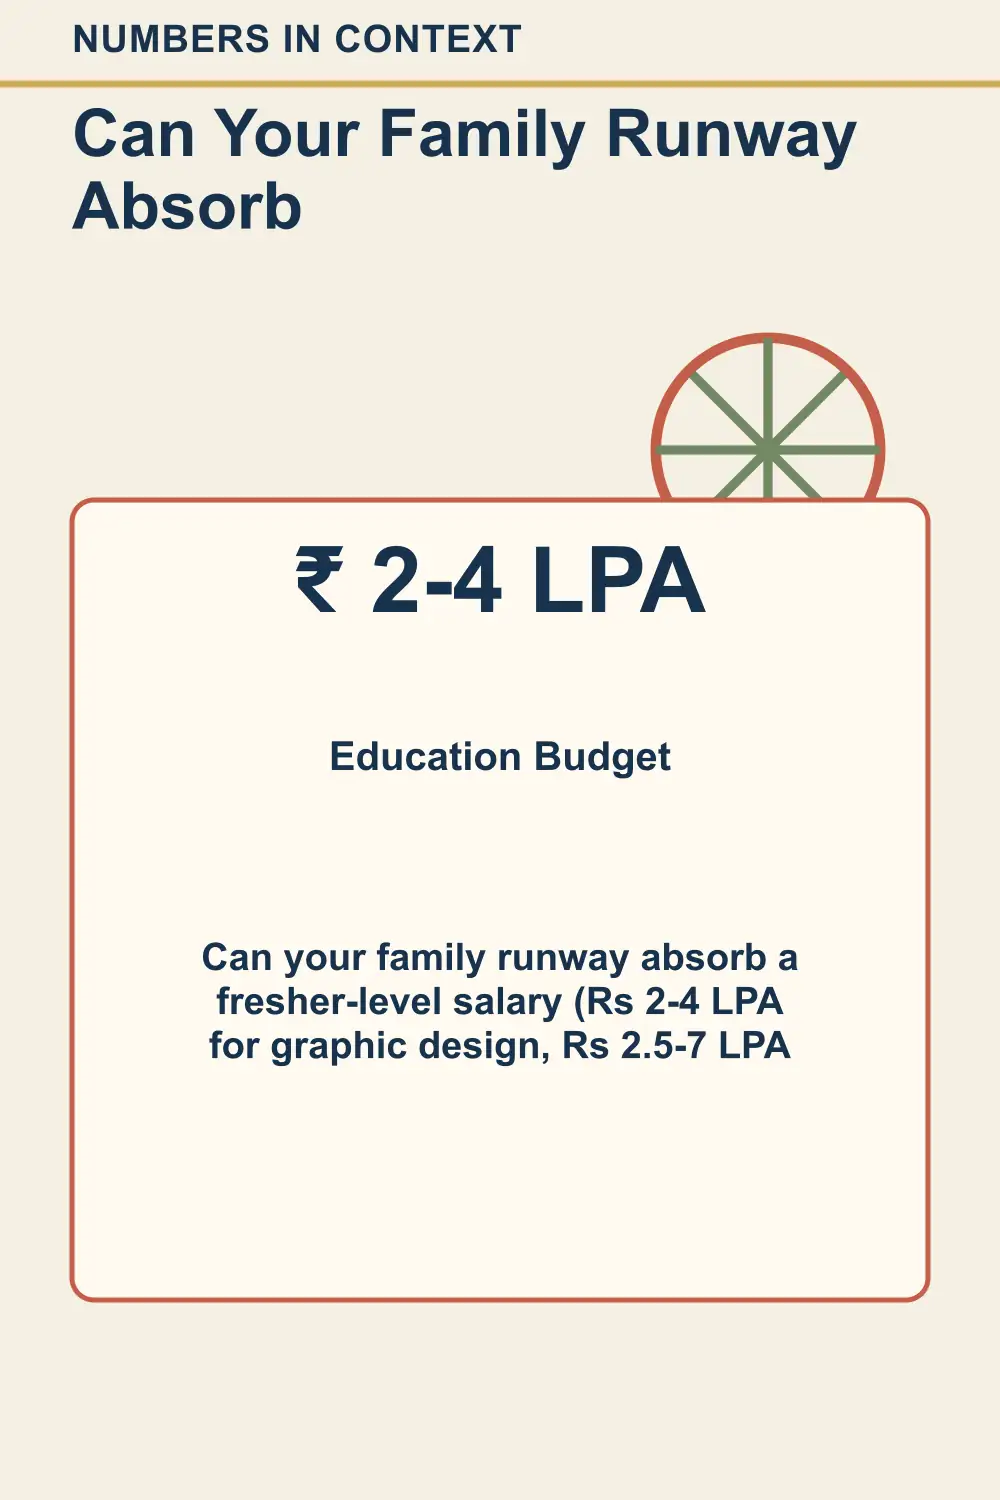 NUMBERS IN CONTEXT
Can Your Family Runway
Absorb
₹ 2-4 LPA
Education Budget
Can your family runway absorb a
fresher-level salary (Rs 2-4 LPA
for graphic design, Rs 2.5-7 LPA